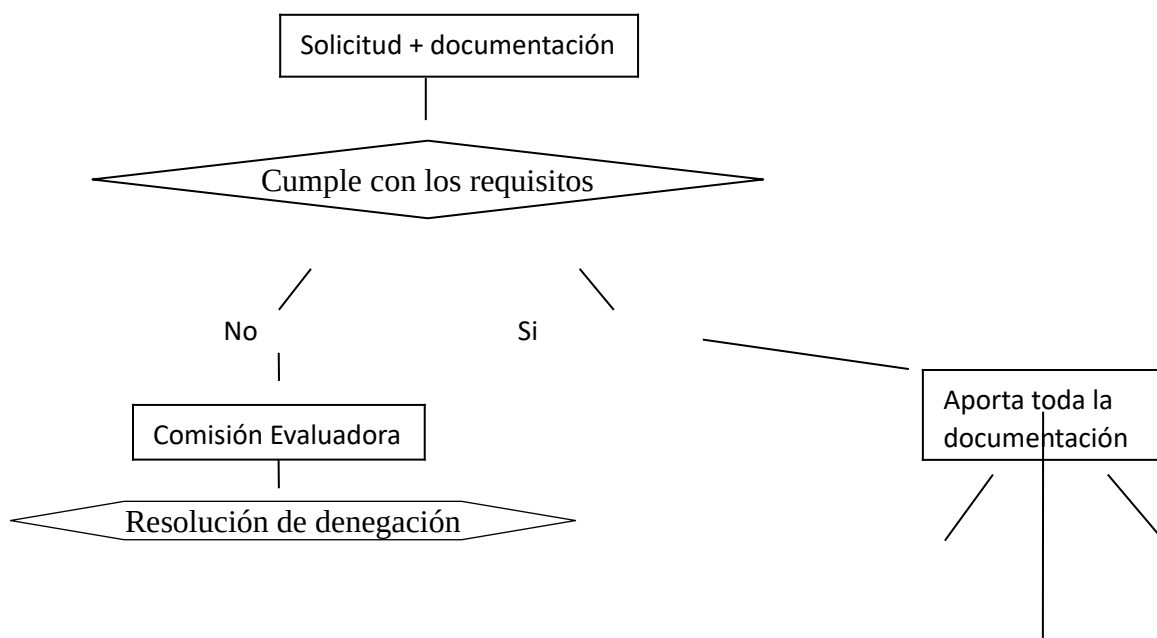 Solicitud + documentación
Cumple con los requisitos
No
Si
Aporta toda la
documentación
Comisión Evaluadora
Resolución de denegación